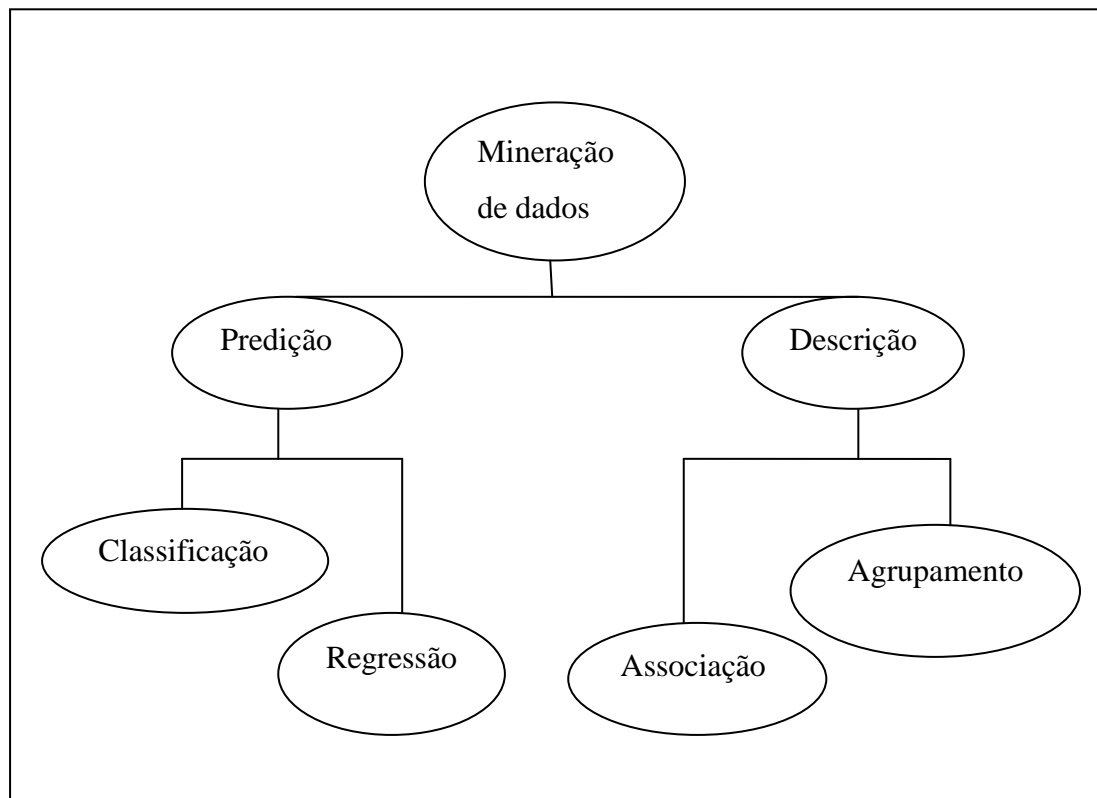 Mineração
de dados
Predição
Descrição
Classificação
Agrupamento
Regressão
Associação